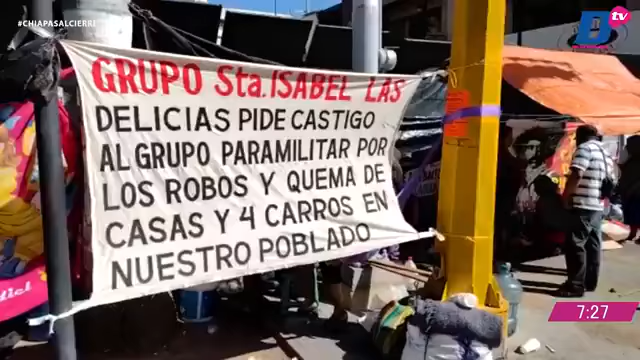 #CHIAPASALCIERRE
B tv
GRUPO Sta. ISABEL LAS
DELICIAS PIDE CASTIGO
AL GRUPO PARAMILITAR POR
LOS ROBOS Y QUEMA DE
CASAS Y 4 CARROS EN
NUESTRO POBLADO
7:27